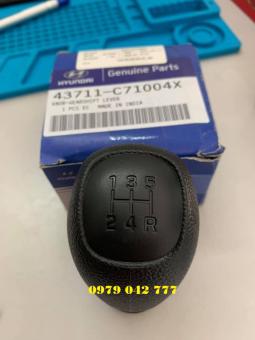 HYUNDAI
Genuine Parts
43711-C71004X
KNOB-GEARSHIFT LEVER
1 PCS EC MADE IN INDIA
1 3 5
2 4 R
0979 042 777